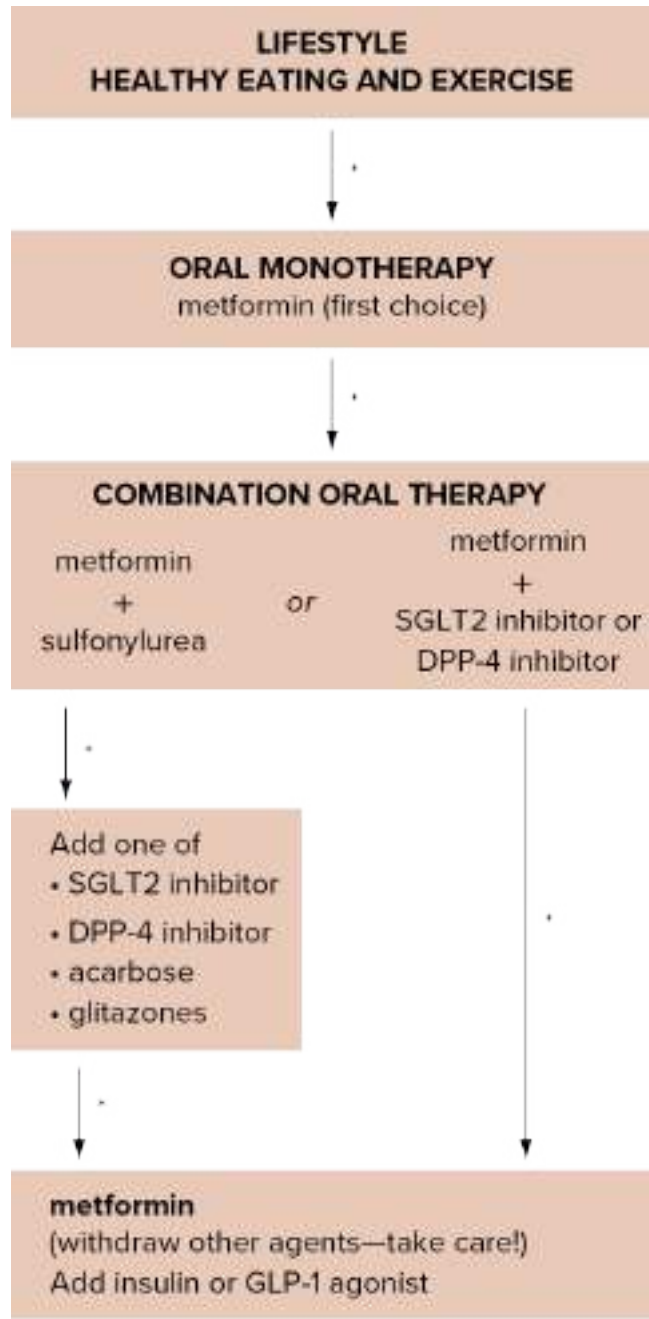 LIFESTYLE
HEALTHY EATING AND EXERCISE
ORAL MONOTHERAPY
metformin (first choice)
COMBINATION ORAL THERAPY
metformin
+
sulfonylurea
or
metformin
+
SGLT2 inhibitor or
DPP-4 inhibitor
Add one of
• SGLT2 inhibitor
• DPP-4 inhibitor
• acarbose
• glitazones
metformin
(withdraw other agents—take care!)
Add insulin or GLP-1 agonist